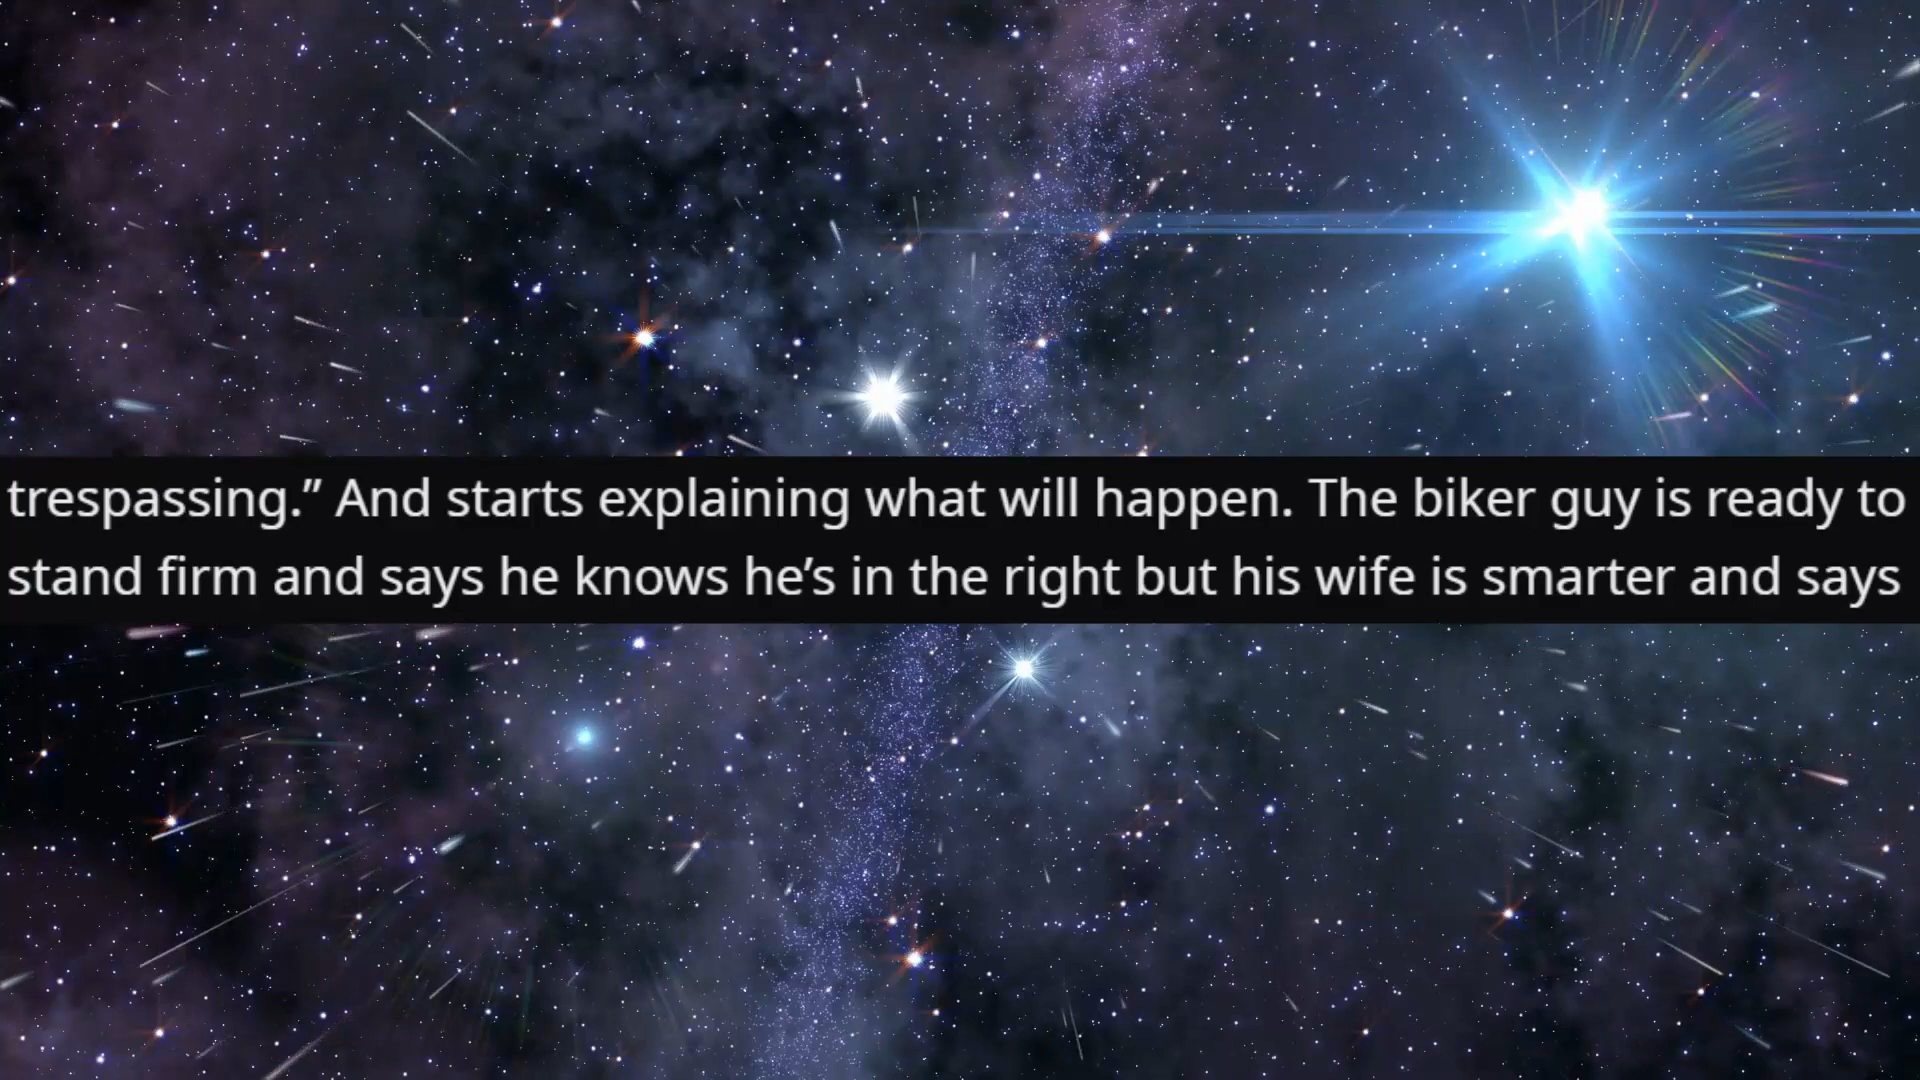 trespassing.” And starts explaining what will happen. The biker guy is ready to
stand firm and says he knows he’s in the right but his wife is smarter and says